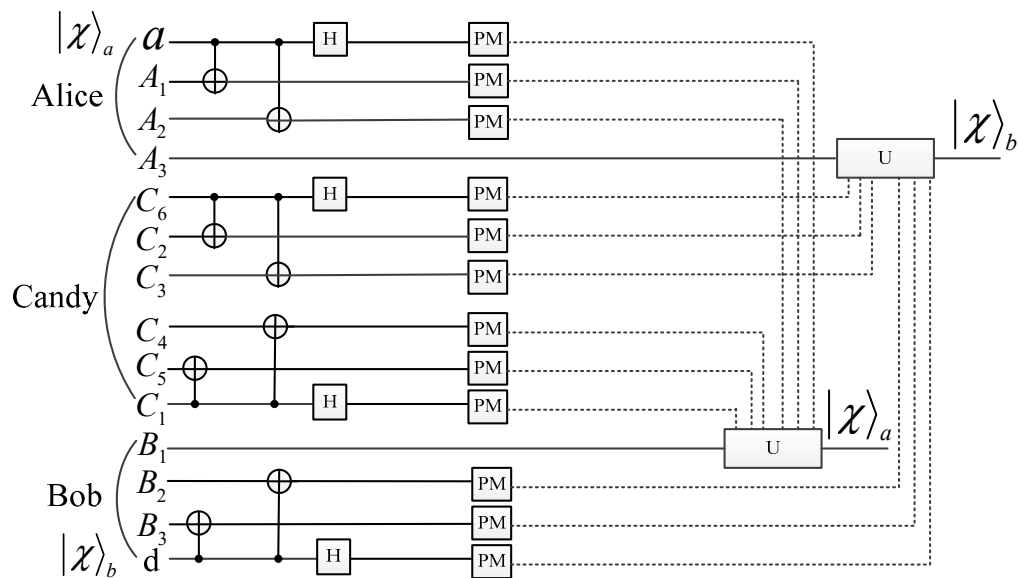 |χ⟩a a H PM
A1 PM
Alice
A2 PM
A3 U |χ⟩b
C6 H PM
C2 PM
C3 PM
Candy
C4 PM
C5 PM
C1 H PM
B1 U |χ⟩a
B2 PM
Bob
B3 PM
|χ⟩b d H PM